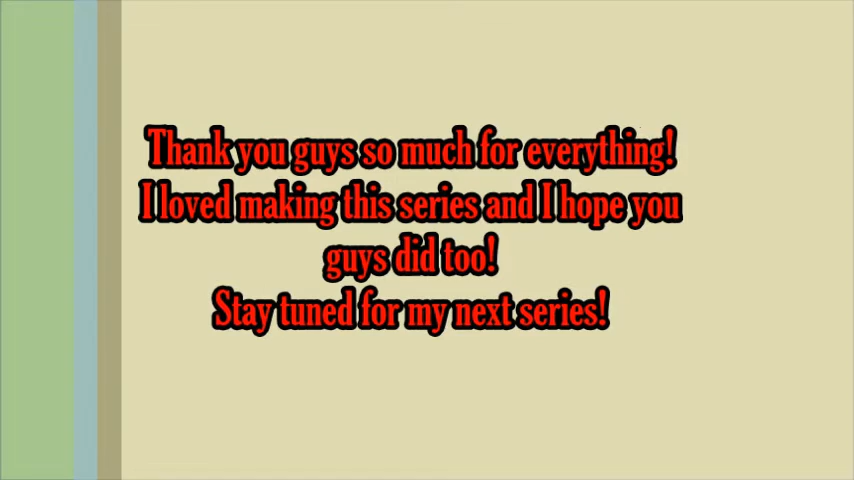 Thank you guys so much for everything!
I loved making this series and I hope you
guys did too!
Stay tuned for my next series!